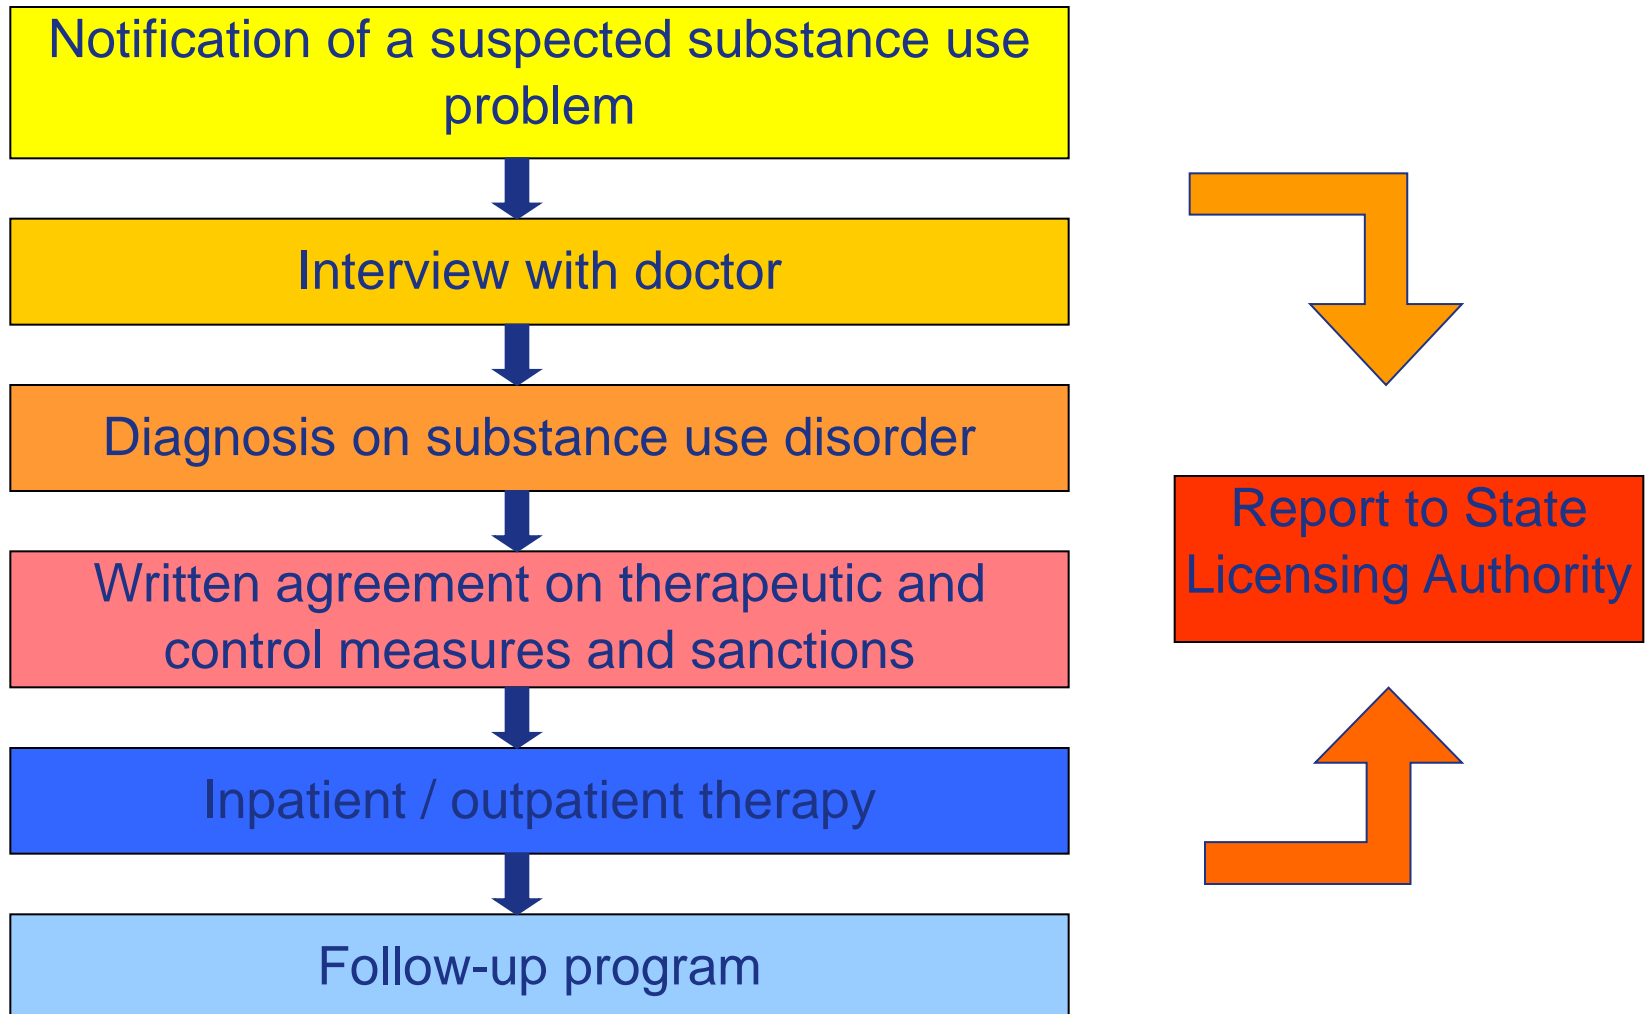 Notification of a suspected substance use
problem
Interview with doctor
Diagnosis on substance use disorder
Written agreement on therapeutic and
control measures and sanctions
Inpatient / outpatient therapy
Follow-up program
Report to State
Licensing Authority